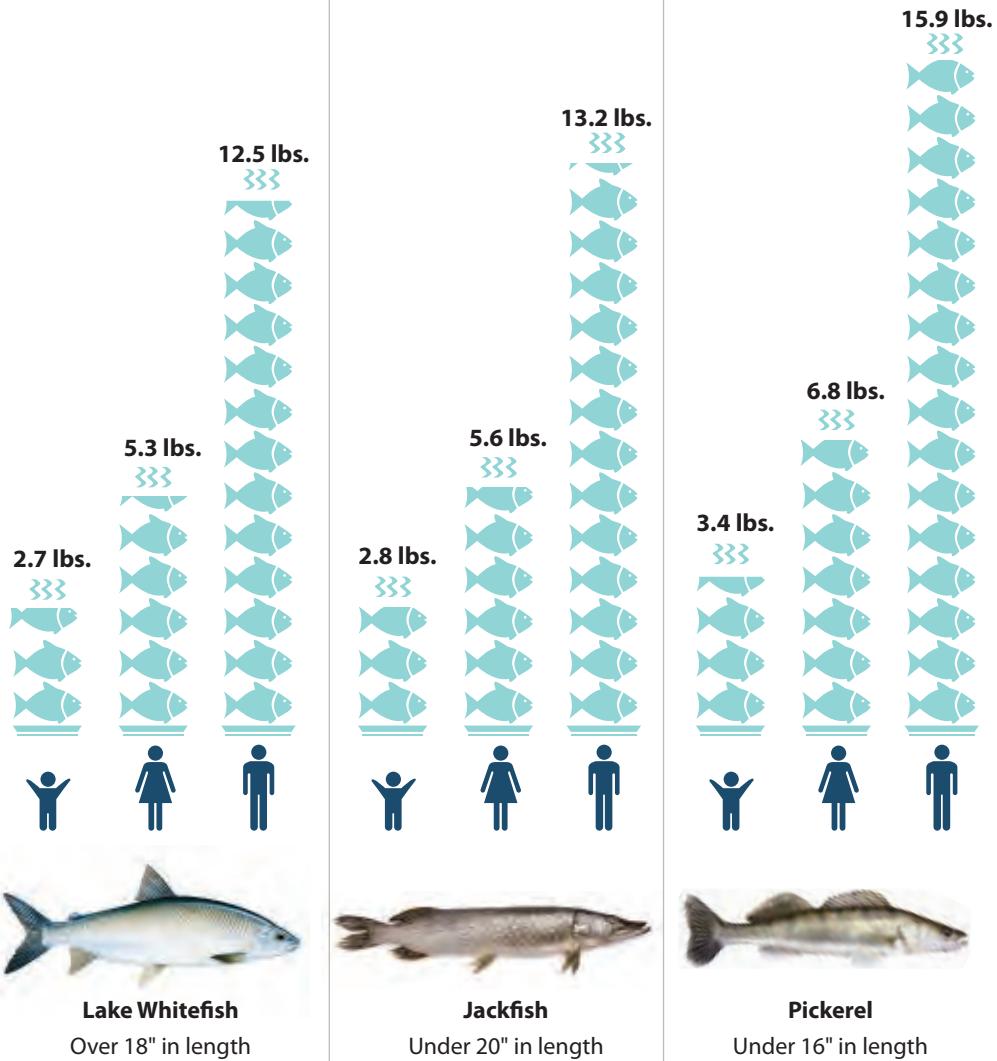 2.7 lbs.
5.3 lbs.
12.5 lbs.
Lake Whitefish
Over 18" in length
2.8 lbs.
5.6 lbs.
13.2 lbs.
Jackfish
Under 20" in length
3.4 lbs.
6.8 lbs.
15.9 lbs.
Pickerel
Under 16" in length